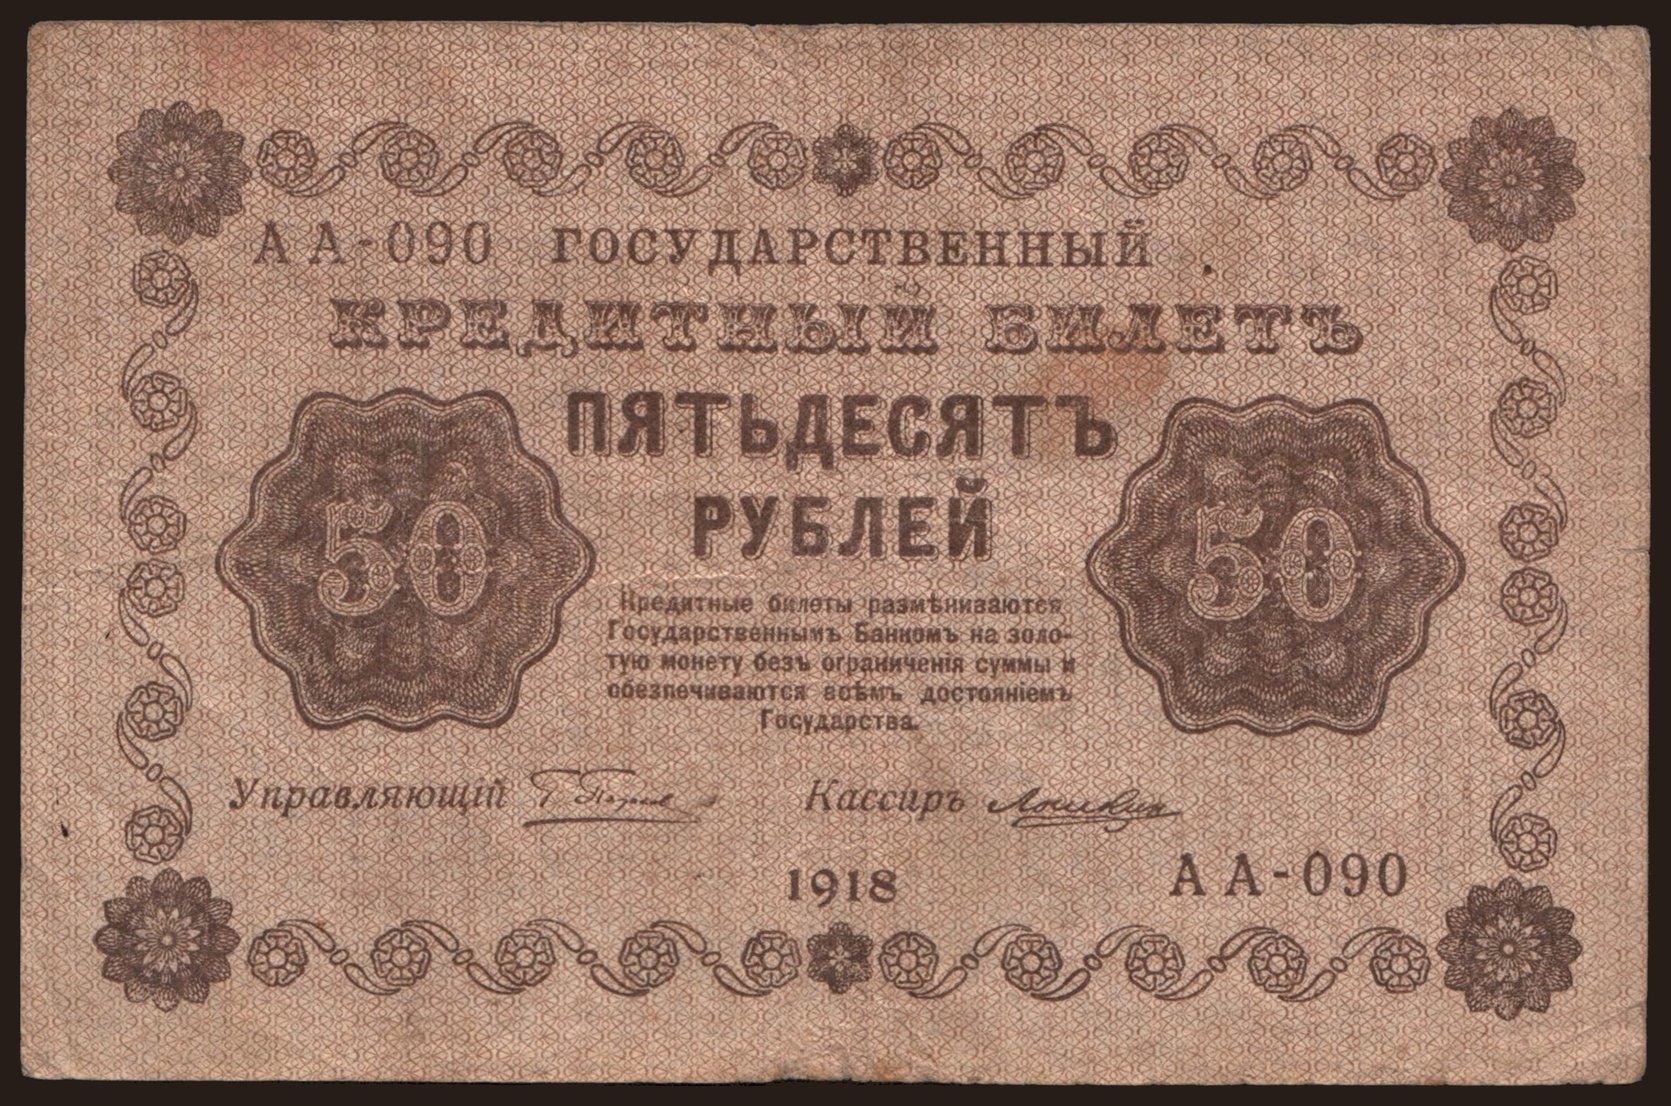 АА-090 ГОСУДАРСТВЕННЫЙ
КРЕДИТНЫЙ БИЛЕТЪ
ПЯТЬДЕСЯТЪ
РУБЛЕЙ
50 50
Кредитные билеты размѣниваются
Государственнымъ Банкомъ на золо-
тую монету безъ ограниченія суммы и
обезпечиваются всѣмъ достояніемъ
Государства.
Управляющій Кассиръ
1918 АА-090